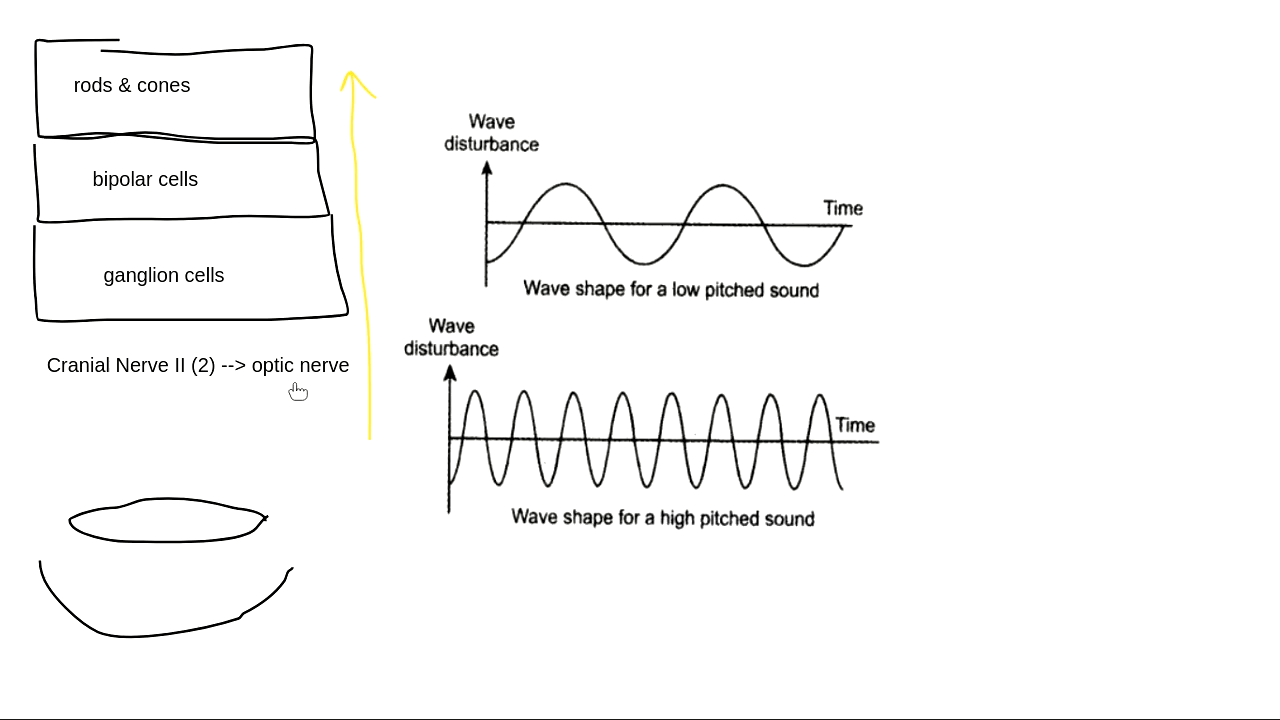 rods & cones
bipolar cells
ganglion cells
Cranial Nerve II (2) --> optic nerve
Wave
disturbance
Time
Wave shape for a low pitched sound
Wave
disturbance
Time
Wave shape for a high pitched sound